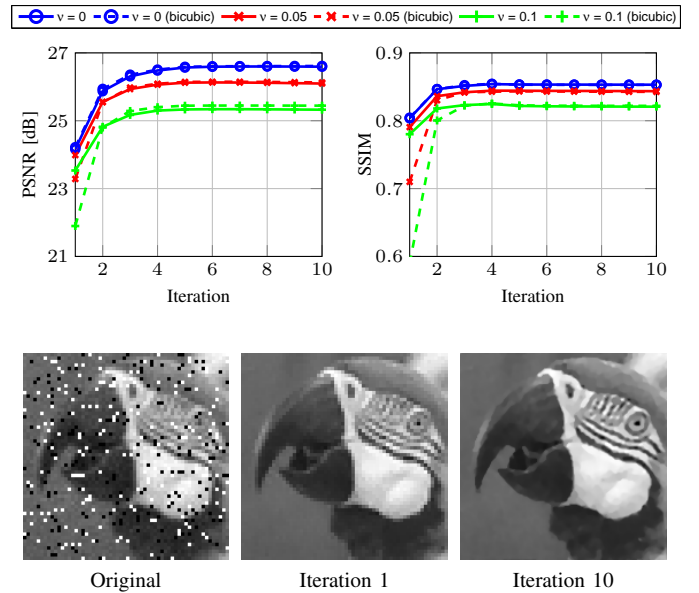 ν = 0 ν = 0 (bicubic) ν = 0.05 ν = 0.05 (bicubic) ν = 0.1 ν = 0.1 (bicubic)
27
25
23
21
2 4 6 8 10
Iteration
PSNR [dB]
0.9
0.8
0.7
0.6
2 4 6 8 10
Iteration
SSIM
Original Iteration 1 Iteration 10